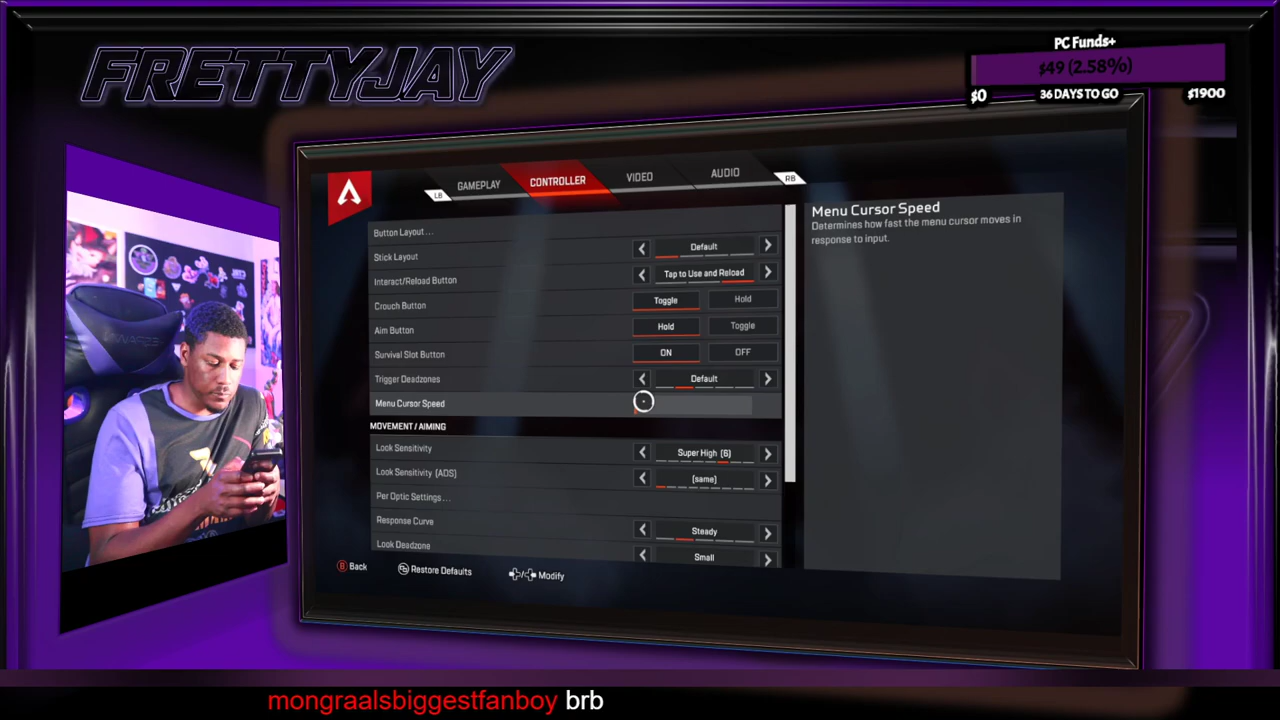 FRETTYJAY
PC Funds+
$49 (2.58%)
$0 36 DAYS TO GO $1900
LB GAMEPLAY CONTROLLER VIDEO AUDIO RB
Button Layout...
Stick Layout Default
Interact/Reload Button Tap to Use and Reload
Crouch Button Toggle Hold
Aim Button Hold Toggle
Survival Slot Button ON OFF
Trigger Deadzones Default
Menu Cursor Speed
MOVEMENT / AIMING
Look Sensitivity Super High (6)
Look Sensitivity (ADS) (same)
Per Optic Settings...
Response Curve Steady
Look Deadzone Small
B Back Restore Defaults / Modify
Menu Cursor Speed
Determines how fast the menu cursor moves in
response to input.
mongraalsbiggestfanboy brb